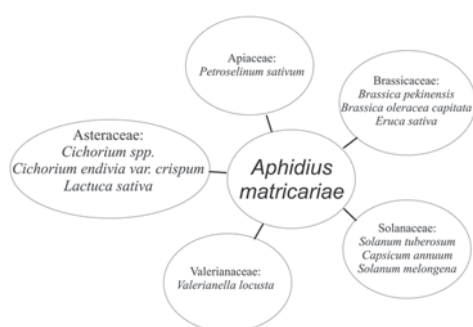 Apiaceae:
Petroselinum sativum
Brassicaceae:
Brassica pekinensis
Brassica oleracea capitata
Eruca sativa
Asteraceae:
Cichorium spp.
Cichorium endivia var. crispum
Lactuca sativa
Aphidius
matricariae
Solanaceae:
Solanum tuberosum
Capsicum annuum
Solanum melongena
Valerianaceae:
Valerianella locusta